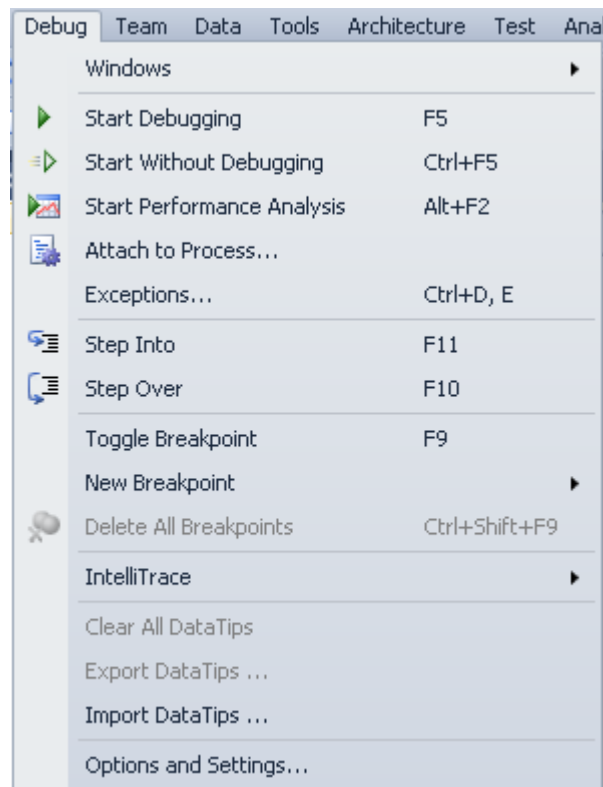 Debug Team Data Tools Architecture Test
Windows
Start Debugging F5
Start Without Debugging Ctrl+F5
Start Performance Analysis Alt+F2
Attach to Process...
Exceptions... Ctrl+D, E
Step Into F11
Step Over F10
Toggle Breakpoint F9
New Breakpoint
Delete All Breakpoints Ctrl+Shift+F9
IntelliTrace
Clear All DataTips
Export DataTips ...
Import DataTips ...
Options and Settings...